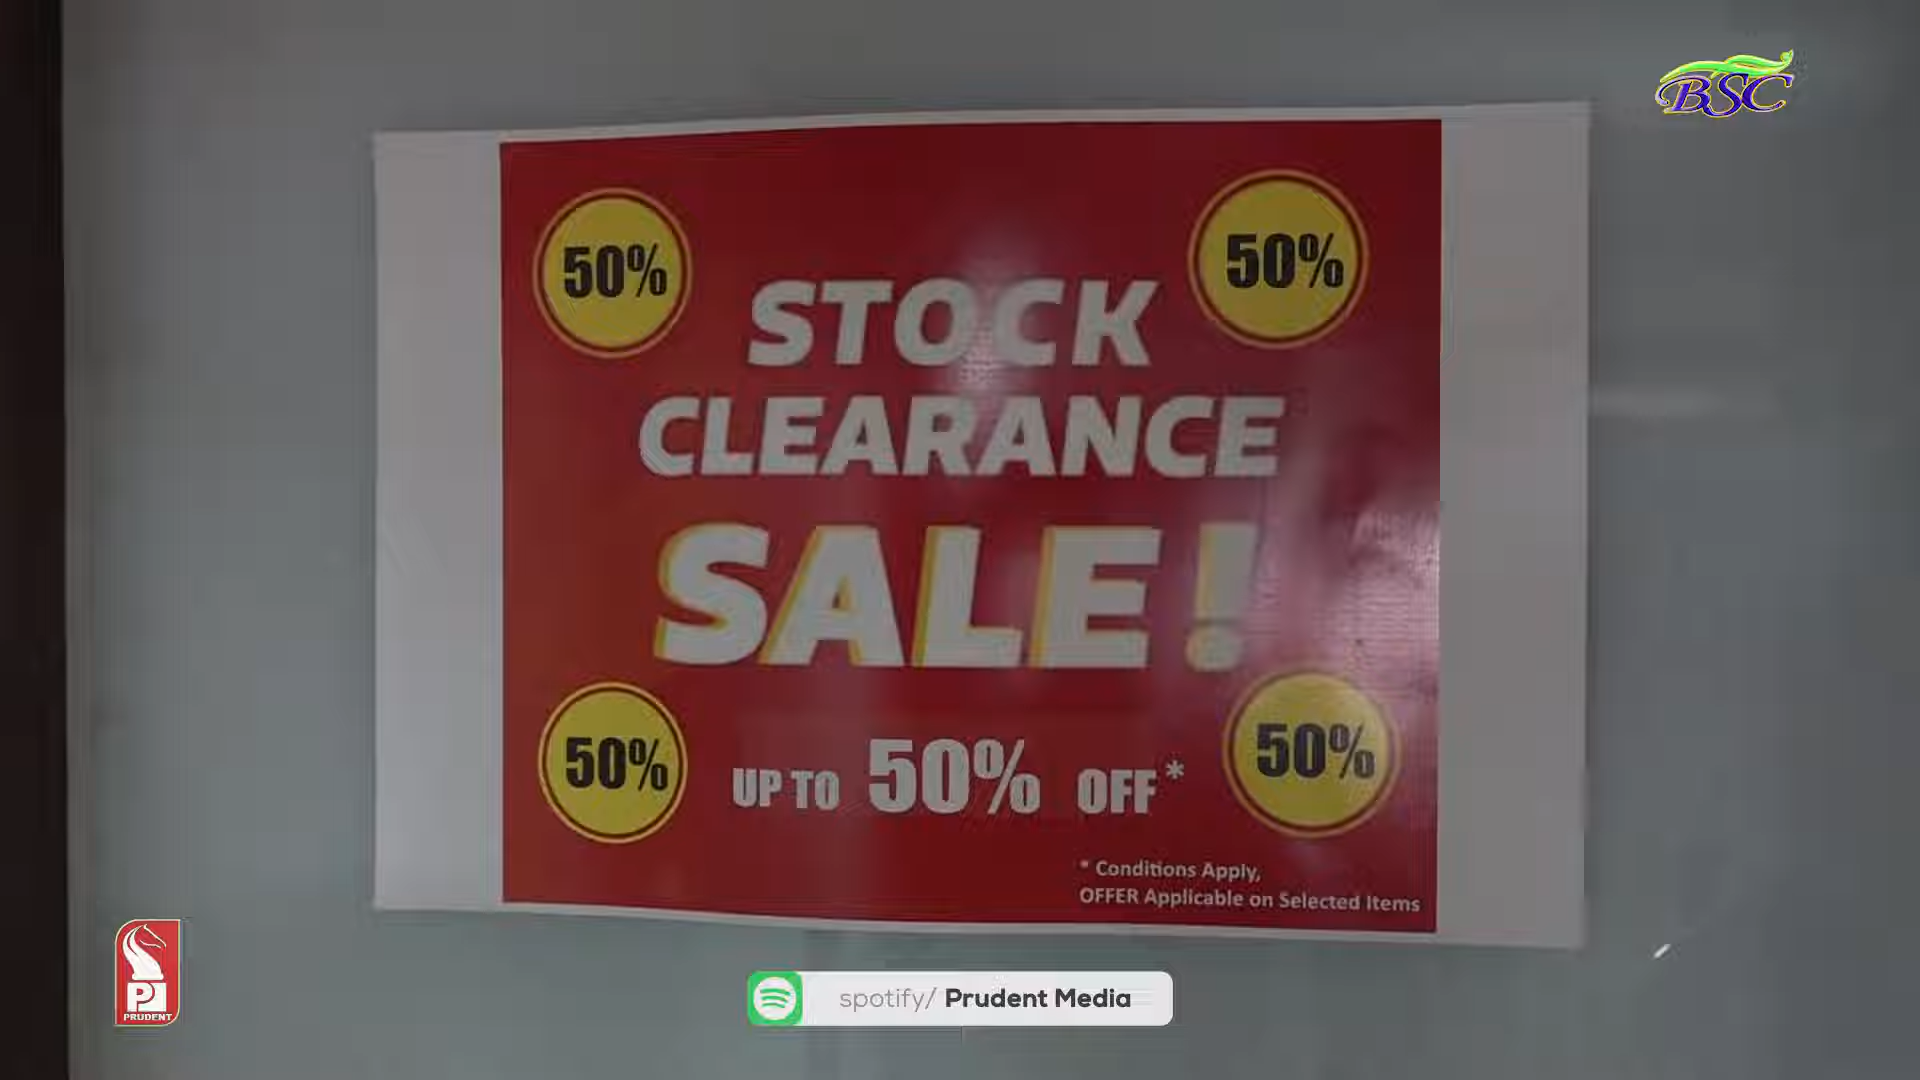 BSC
50%
50%
STOCK
CLEARANCE
SALE!
50%
UP TO 50% OFF*
50%
* Conditions Apply,
OFFER Applicable on Selected Items
P
PRUDENT
spotify/ Prudent Media